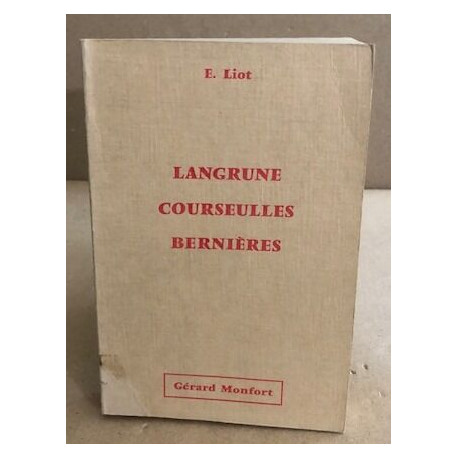 E. Liot
LANGRUNE
COURSEULLES
BERNIÈRES
Gérard Monfort